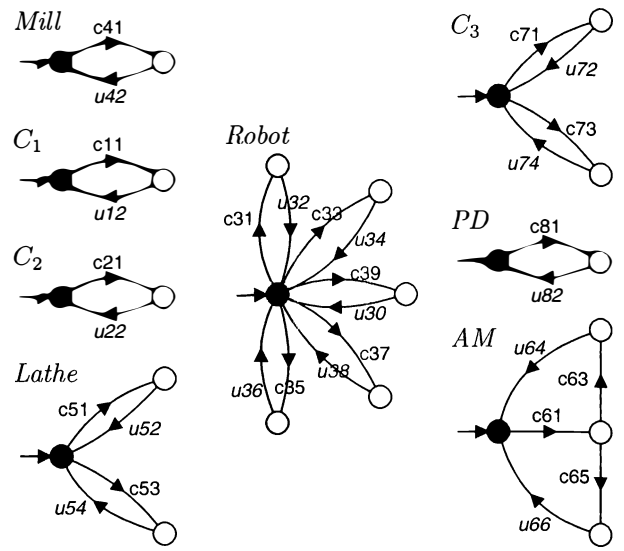 Mill
c41
u42
C1
c11
u12
C2
c21
u22
Lathe
c51
u52
c53
u54
Robot
c31
u32
c33
u34
c39
u30
c37
u38
c35
u36
C3
c71
u72
c73
u74
PD
c81
u82
AM
u64
c63
c61
c65
u66